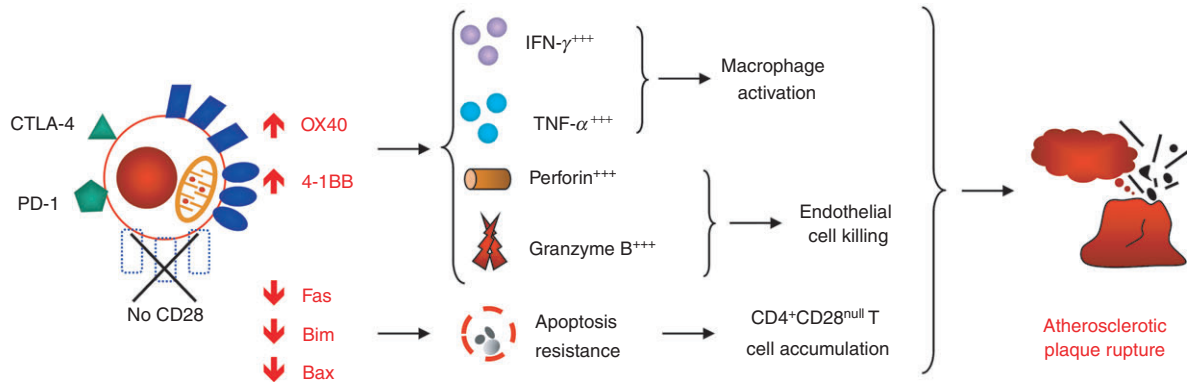 CTLA-4
PD-1
No CD28
OX40
4-1BB
Fas
Bim
Bax
IFN-γ+++
TNF-α+++
Perforin+++
Granzyme B+++
Apoptosis
resistance
Macrophage
activation
Endothelial
cell killing
CD4+CD28null T
cell accumulation
Atherosclerotic
plaque rupture